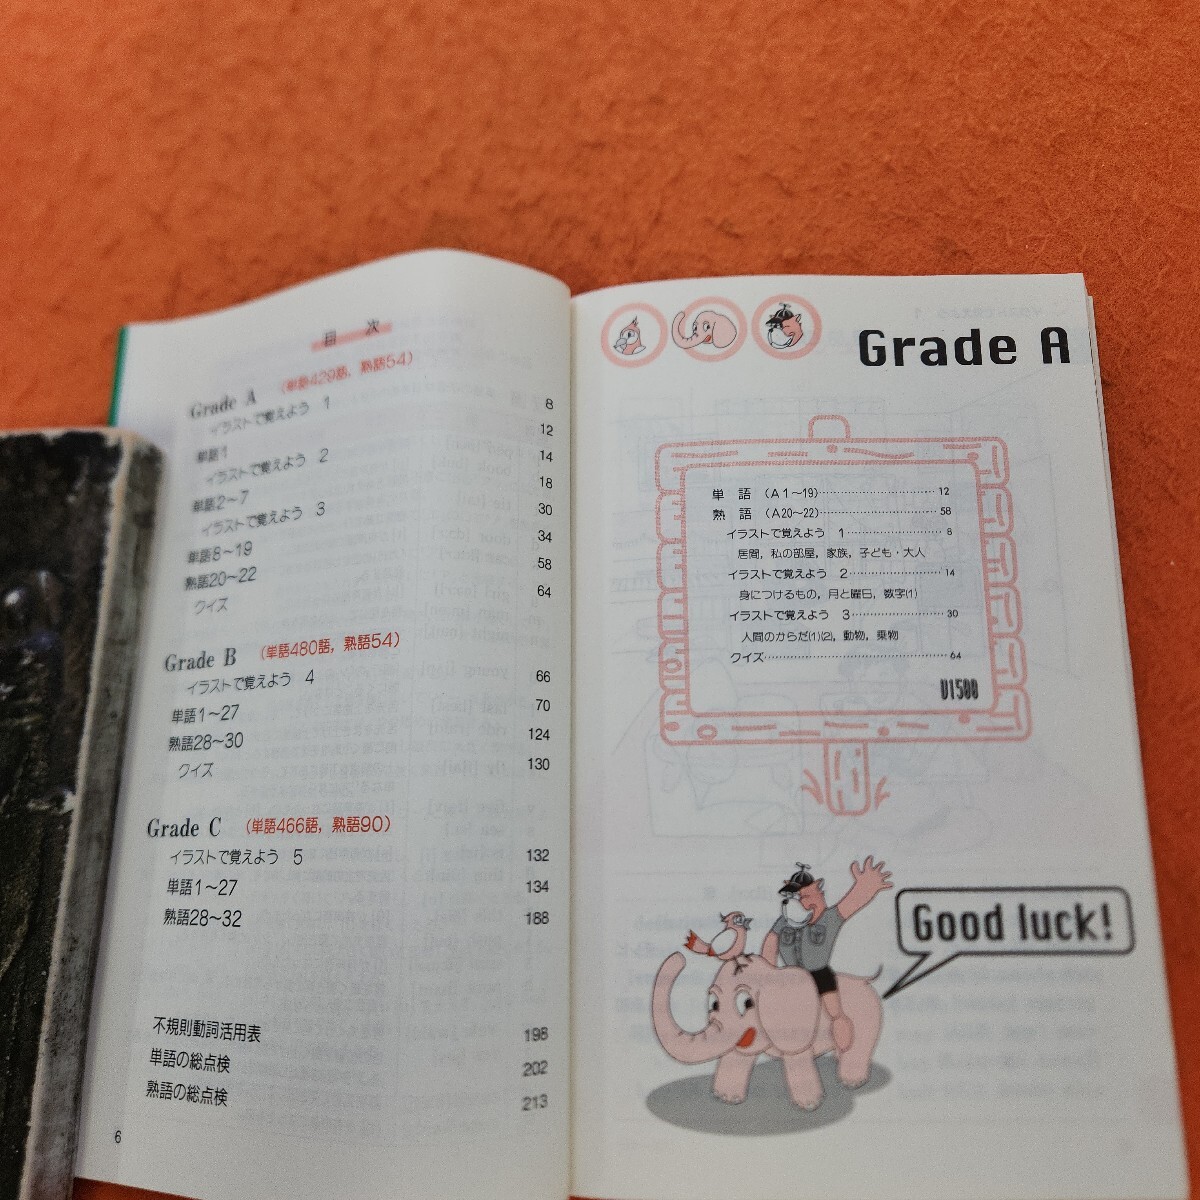 目次
Grade A （単語429語，熟語54）
イラストで覚えよう 1 8
単語1 12
イラストで覚えよう 2 14
単語2～7 18
イラストで覚えよう 3 30
単語8～19 34
熟語20～22 58
クイズ 64
Grade B （単語480語，熟語54）
イラストで覚えよう 4 66
単語1～27 70
熟語28～30 124
クイズ 130
Grade C （単語466語，熟語90）
イラストで覚えよう 5 132
単語1～27 134
熟語28～32 188
不規則動詞活用表 198
単語の総点検 202
熟語の総点検 213
6
Grade A
単語（A1～19）…………………………12
熟語（A20～22）…………………………58
イラストで覚えよう 1…………………………8
居間，私の部屋，家族，子ども・大人
イラストで覚えよう 2…………………………14
身につけるもの，月と曜日，数字(1)
イラストで覚えよう 3…………………………30
人間のからだ(1)(2)，動物，乗物
クイズ…………………………64
V1500
Good luck!